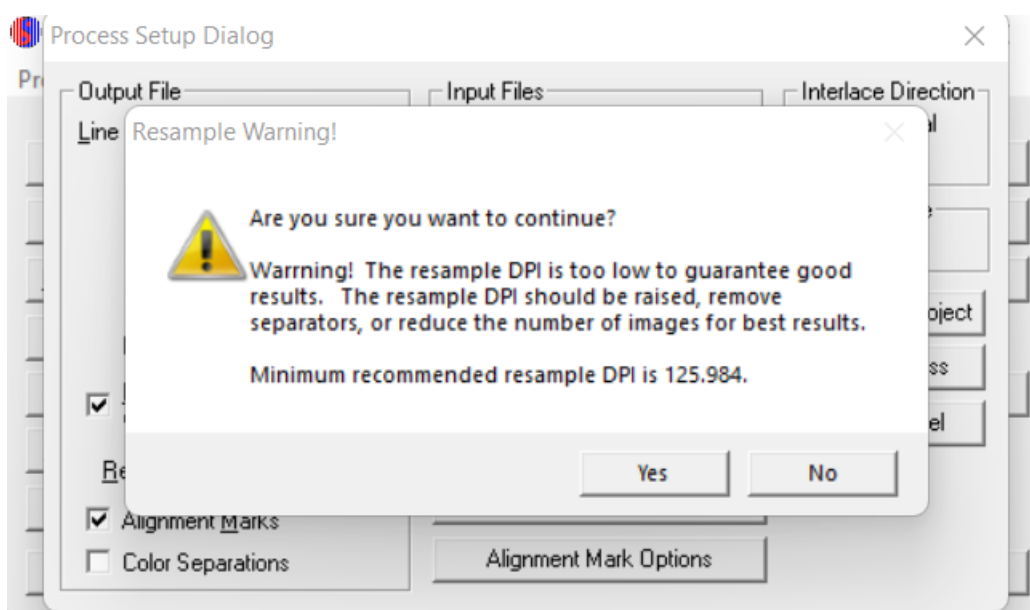 Process Setup Dialog
Output File
Input Files
Interlace Direction
Line
Resample Warning!
Are you sure you want to continue?
Warrning! The resample DPI is too low to guarantee good
results. The resample DPI should be raised, remove
separators, or reduce the number of images for best results.
Minimum recommended resample DPI is 125.984.
Yes
No
Alignment Marks
Color Separations
Alignment Mark Options